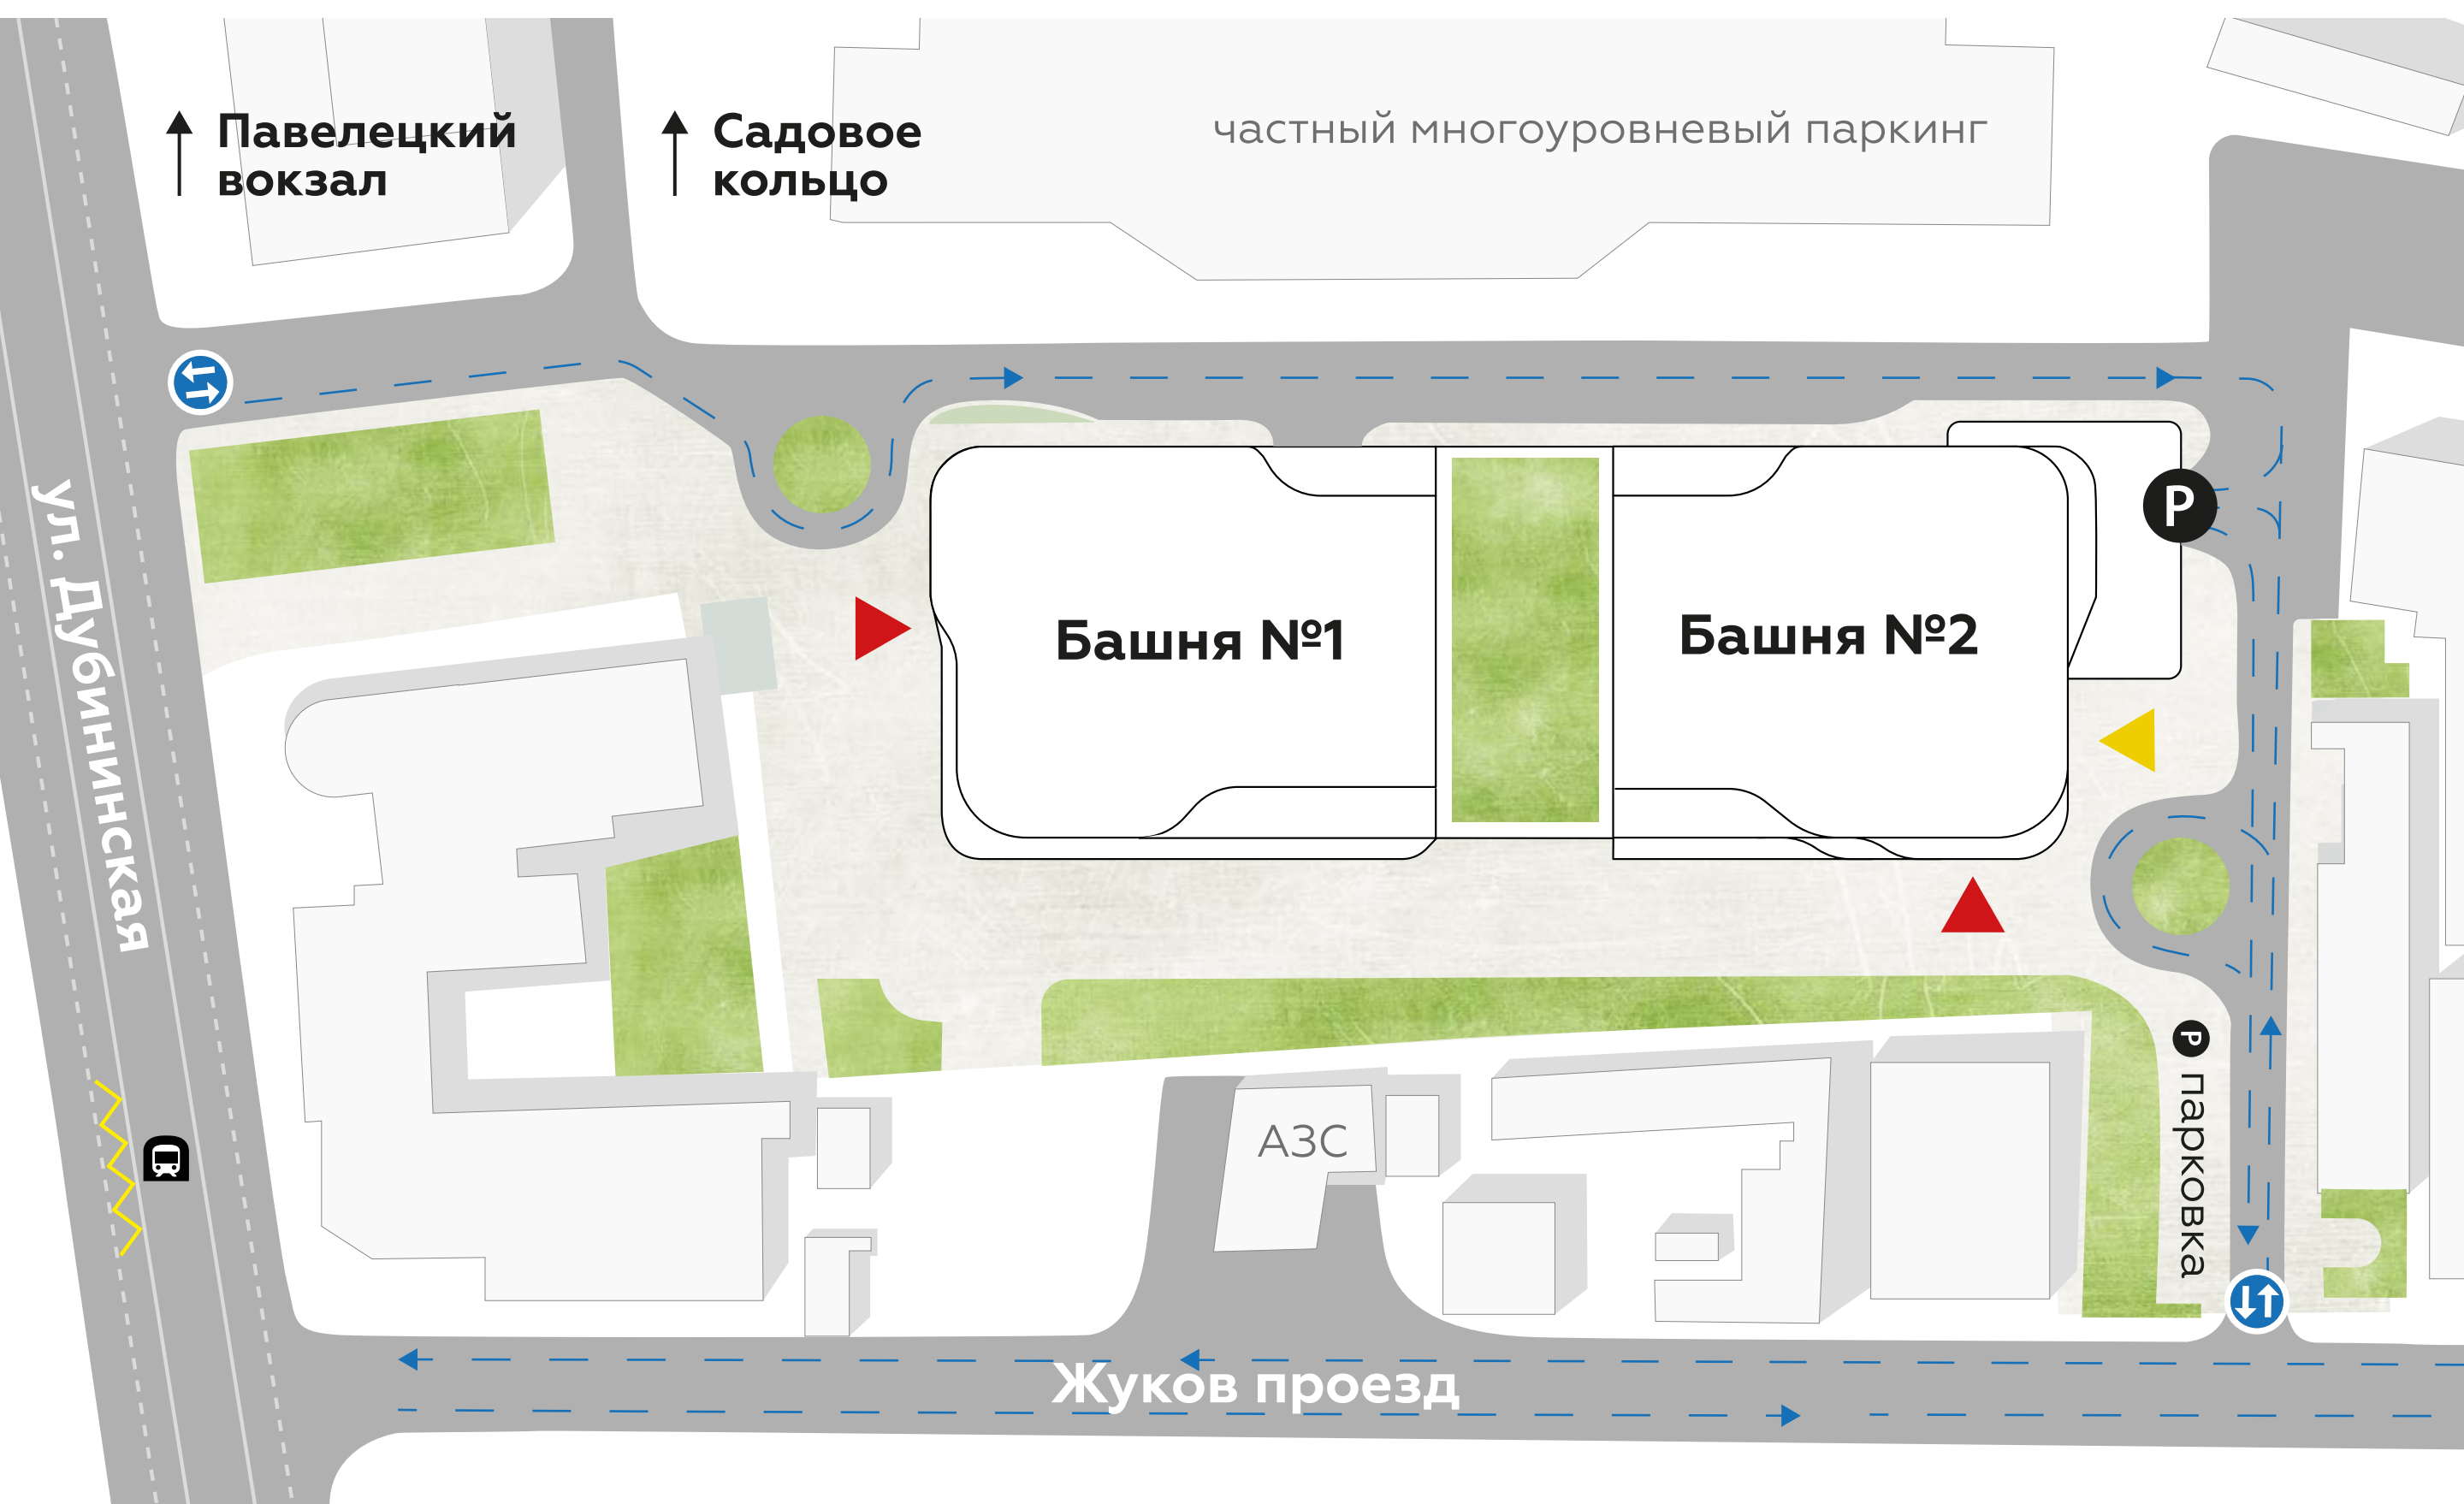 Павелецкий
вокзал
Садовое
кольцо
частный многоуровневый паркинг
ул. Дубининская
Башня №1
Башня №2
P
P парковка
АЗС
Жуков проезд